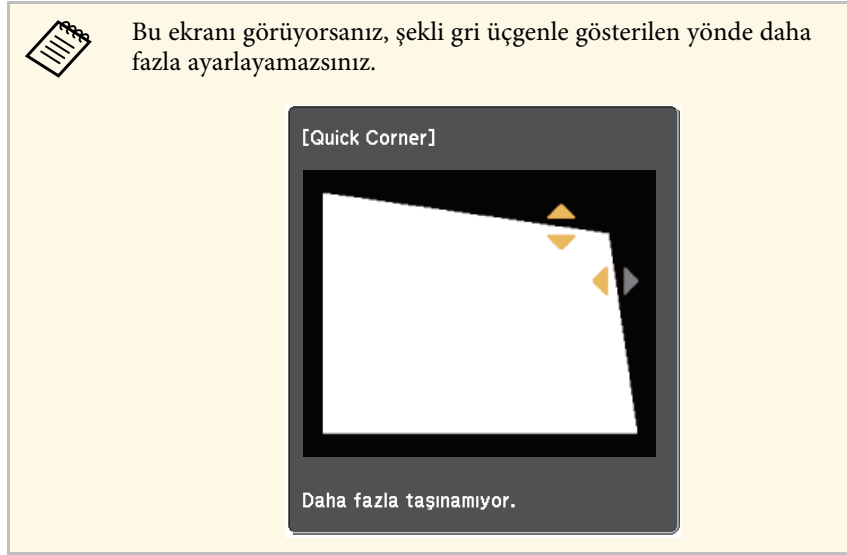 Bu ekranı görüyorsanız, şekli gri üçgenle gösterilen yönde daha
fazla ayarlayamazsınız.
[Quick Corner]
Daha fazla taşınamıyor.